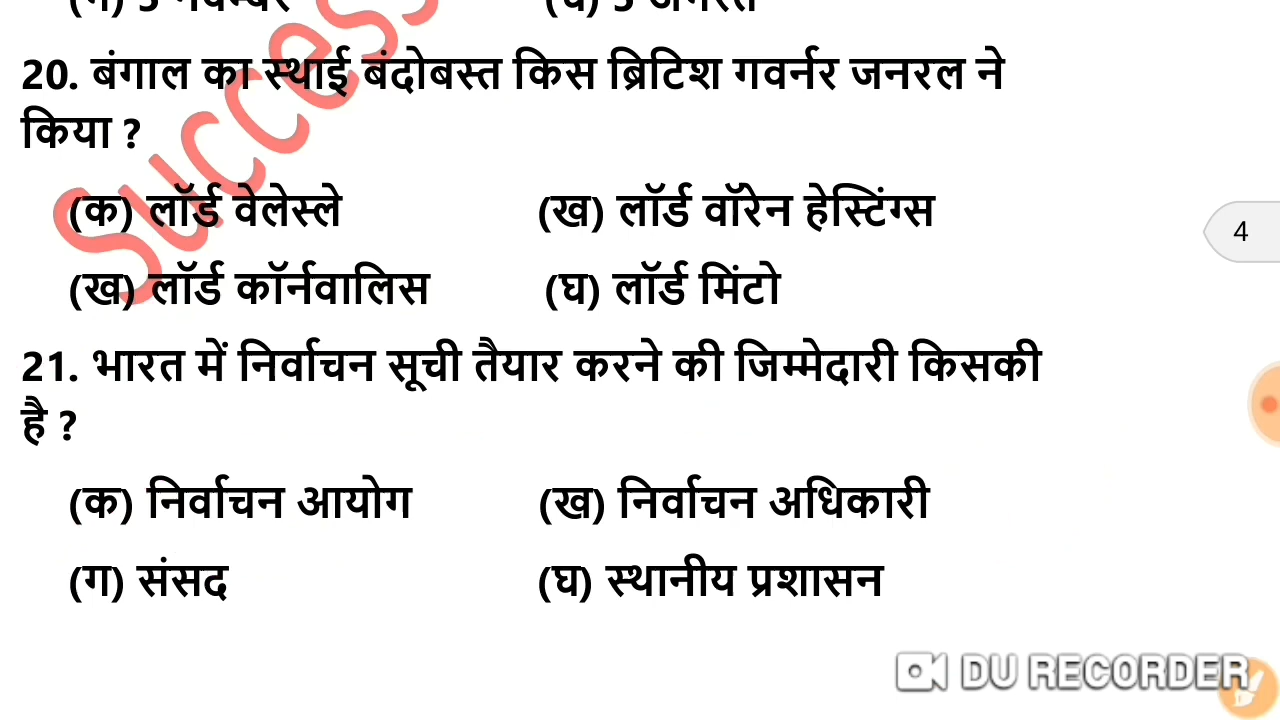 20. बंगाल का स्थाई बंदोबस्त किस ब्रिटिश गवर्नर जनरल ने
किया ?
(क) लॉर्ड वेलेस्ले (ख) लॉर्ड वॉरेन हेस्टिंग्स
(ख) लॉर्ड कॉर्नवालिस (घ) लॉर्ड मिंटो
4
21. भारत में निर्वाचन सूची तैयार करने की जिम्मेदारी किसकी
है ?
(क) निर्वाचन आयोग (ख) निर्वाचन अधिकारी
(ग) संसद (घ) स्थानीय प्रशासन
Success
DU RECORDER